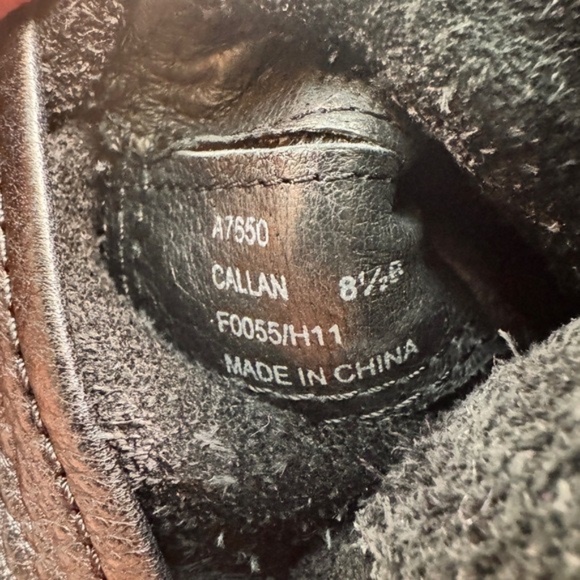 A7650
CALLAN 8½B
F0055/H11
MADE IN CHINA